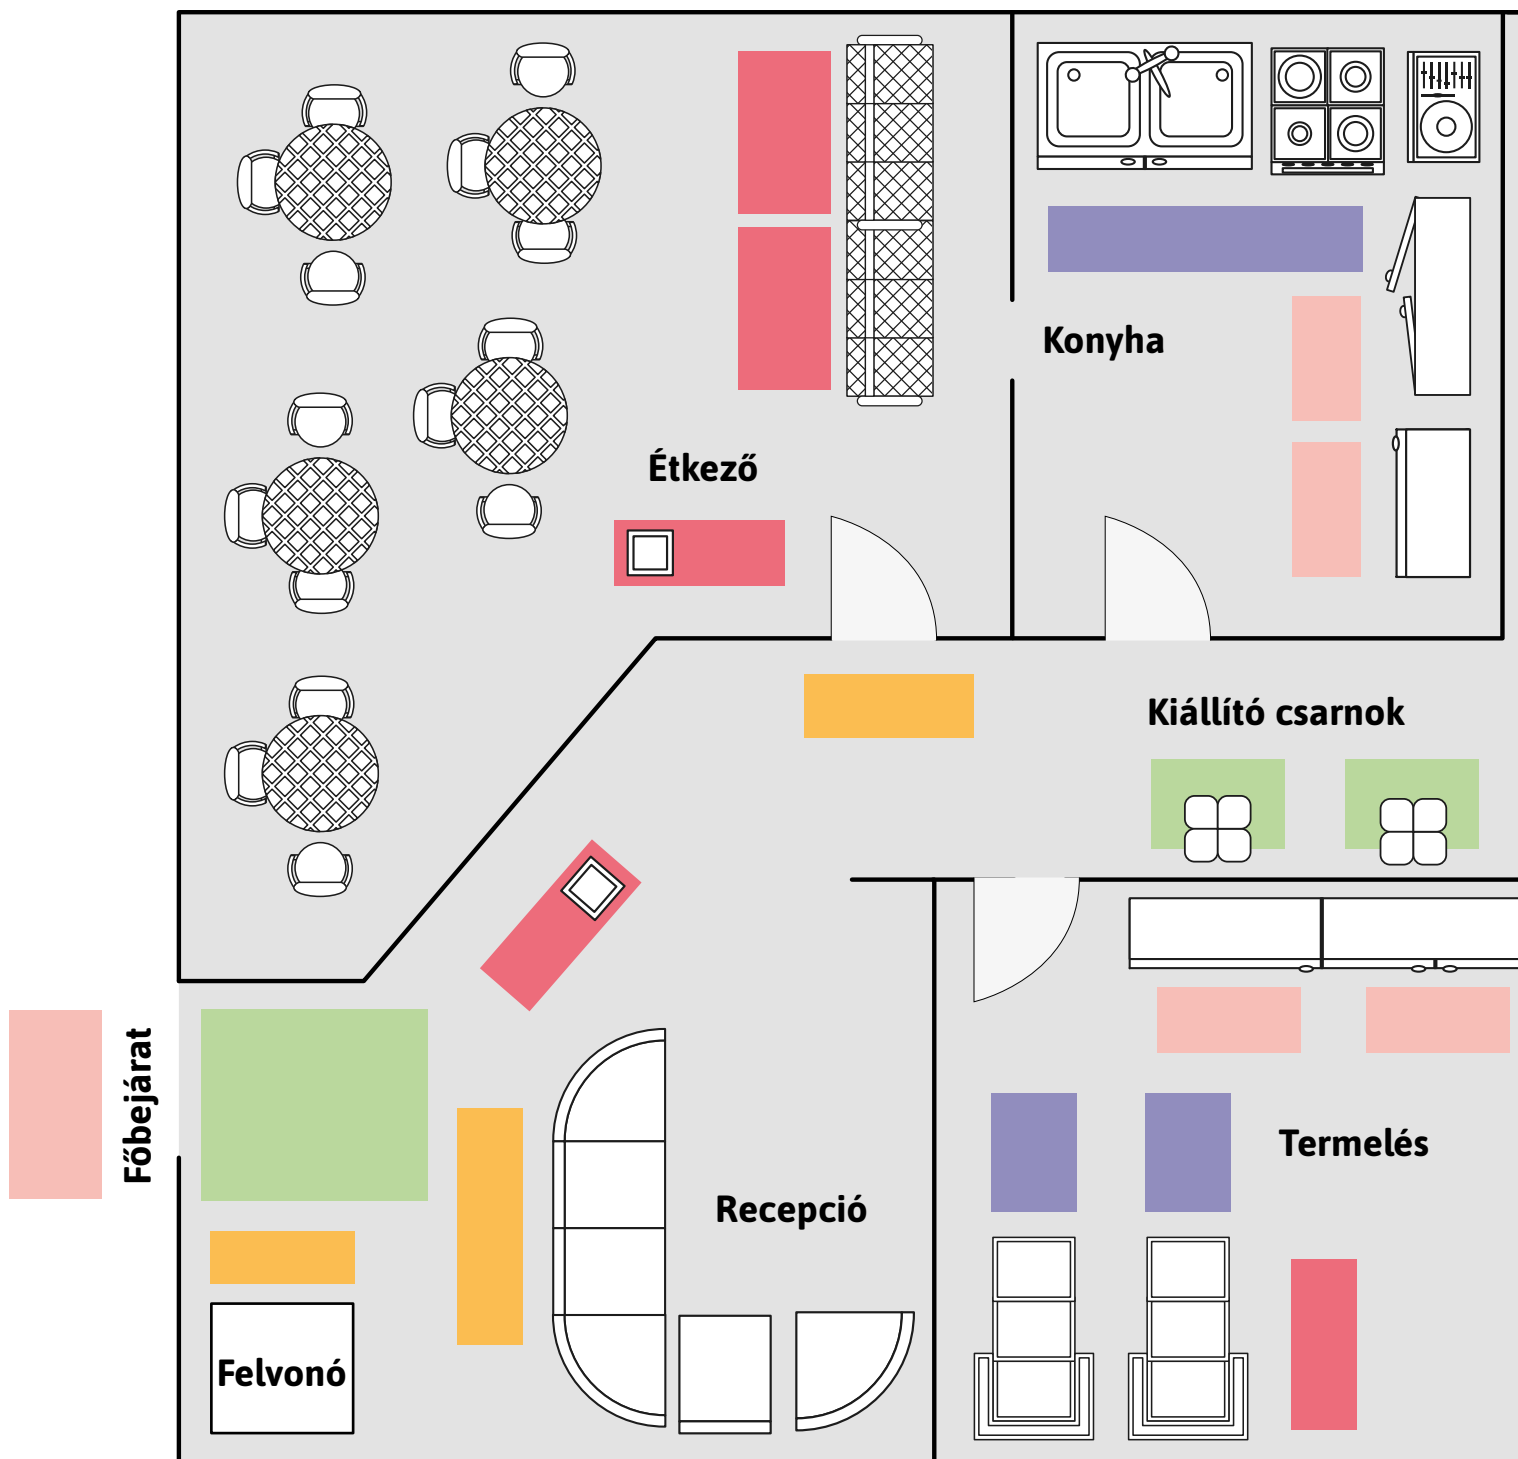 Konyha
Étkező
Kiállító csarnok
Főbejárat
Termelés
Recepció
Felvonó